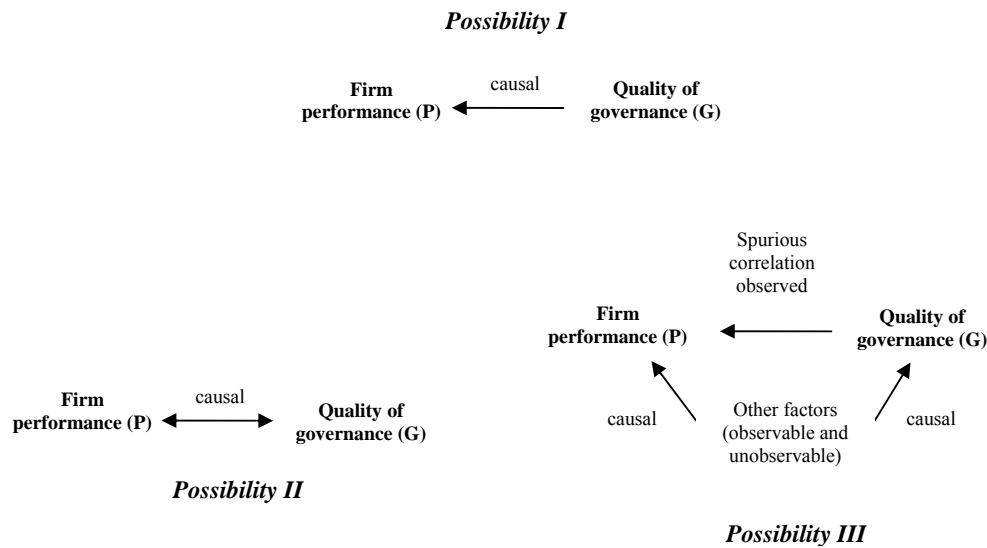 Possibility I
causal
Firm
performance (P)
Quality of
governance (G)
Spurious
correlation
observed
Firm
performance (P)
Quality of
governance (G)
causal
Other factors
(observable and
unobservable)
causal
Possibility III
Firm
performance (P)
causal
Quality of
governance (G)
Possibility II